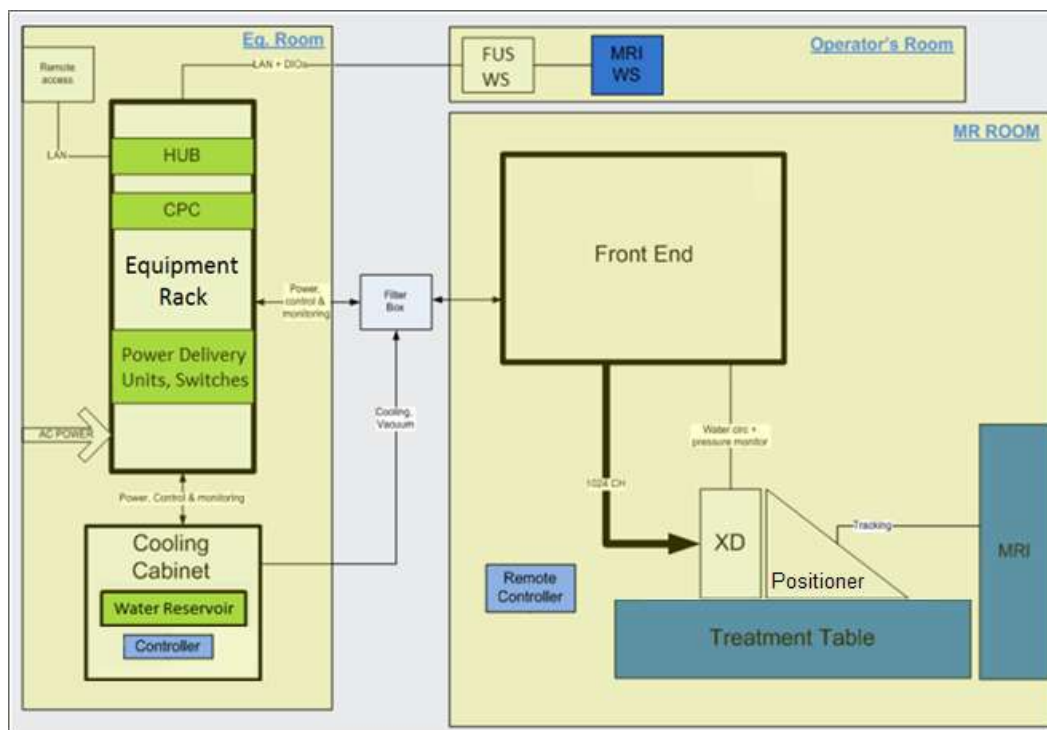 Eq. Room
Remote
access
LAN + DIOs
LAN
HUB
CPC
Equipment
Rack
Power Delivery
Units, Switches
AC POWER
Power,
control &
monitoring
Power, Control & monitoring
Cooling
Cabinet
Water Reservoir
Controller
Filter
Box
Cooling,
Vacuum
Operator's Room
FUS
WS
MRI
WS
MR ROOM
Front End
Water circ +
pressure monitor
1024 CH
XD
Positioner
Tracking
MRI
Remote
Controller
Treatment Table